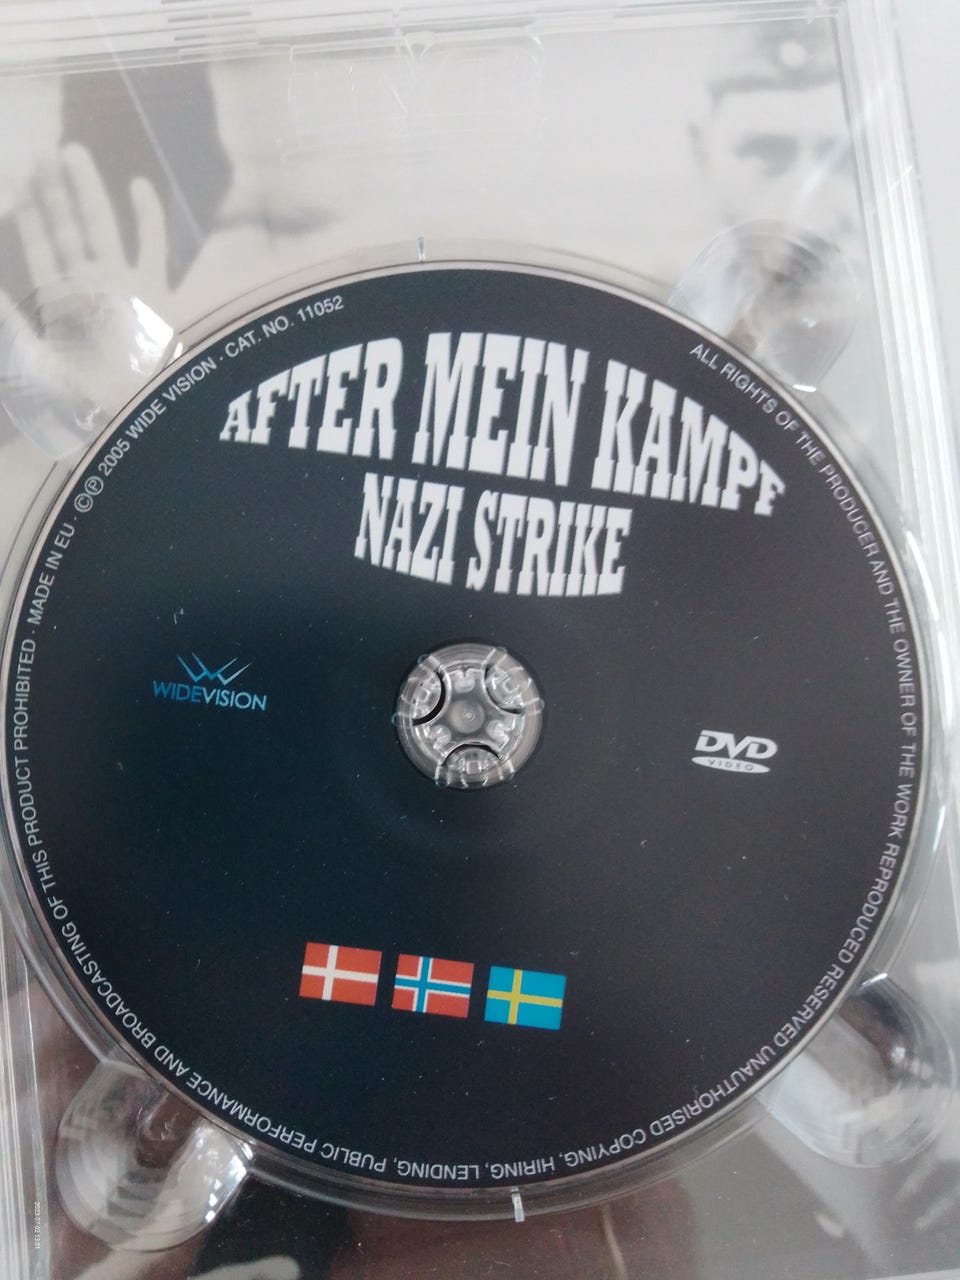 AFTER MEIN KAMPF
NAZI STRIKE
WIDEVISION
DVD
VIDEO
MADE IN EU · ©℗ 2005 WIDE VISION · CAT. NO. 11052
ALL RIGHTS OF THE PRODUCER AND THE OWNER OF THE WORK REPRODUCED RESERVED UNAUTHORISED COPYING, HIRING, LENDING, PUBLIC PERFORMANCE AND BROADCASTING OF THIS PRODUCT PROHIBITED ·